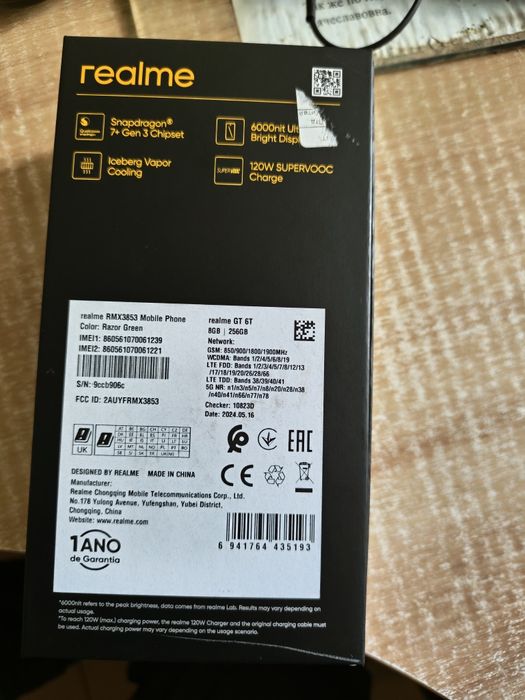 же по
ячеславовна.
realme
Snapdragon®
7+ Gen 3 Chipset
6000nit Ult
Bright Disp
Iceberg Vapor
Cooling
SUPERVOOC
120W SUPERVOOC
Charge
realme RMX3853 Mobile Phone
Color: Razor Green
IMEI1: 860561070061239
IMEI2: 860561070061221
S/N: 9ccb906c
FCC ID: 2AUYFRMX3853
realme GT 6T
8GB | 256GB
Network:
GSM: 850/900/1800/1900MHz
WCDMA: Bands 1/2/4/5/6/8/19
LTE FDD: Bands 1/2/3/4/5/7/8/12/13
/17/18/19/20/26/28/66
LTE TDD: Bands 38/39/40/41
5G NR: n1/n3/n5/n7/n8/n20/n28/n38
/n40/n41/n66/n77/n78
Checker: 10823D
Date: 2024.05.16
UK
EAC
CE
DESIGNED BY REALME MADE IN CHINA
Manufacturer:
Realme Chongqing Mobile Telecommunications Corp., Ltd.
No.178 Yulong Avenue, Yufengshan, Yubei District,
Chongqing, China
Website: www.realme.com
1 ANO
de Garantia
6 941764 435193
*6000nit refers to the peak brightness, data comes from realme Lab. Results may vary depending on
actual usage.
*To reach 120W (max.) charging power, the realme 120W Charger and the original charging cable must
be used. Actual charging power may vary depending on the usage scenario.